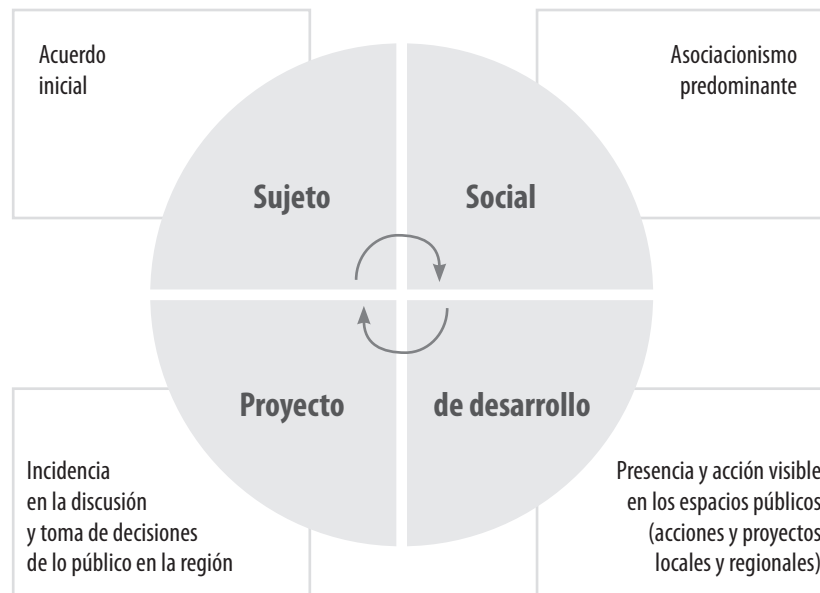 Acuerdo
inicial
Asociacionismo
predominante
Sujeto
Social
Proyecto
de desarrollo
Incidencia
en la discusión
y toma de decisiones
de lo público en la región
Presencia y acción visible
en los espacios públicos
(acciones y proyectos
locales y regionales)